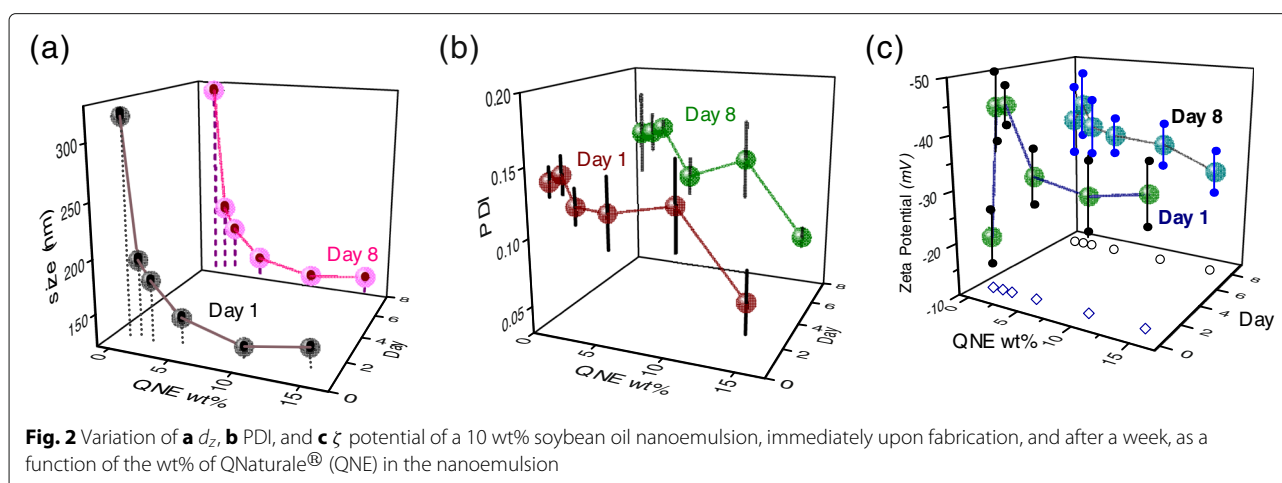 (a)
(b)
(c)
size (nm)
300
250
200
150
Day 8
Day 1
0
5
10
15
QNE wt%
0
2
4
6
8
Day
PDI
0.20
0.15
0.10
0.05
Day 8
Day 1
0
5
10
15
QNE wt%
0
2
4
6
8
Day
Zeta Potential (mV)
-50
-40
-30
-20
-10
Day 8
Day 1
0
5
10
15
QNE wt%
0
2
4
6
8
Day
Fig. 2 Variation of a dz, b PDI, and c ζ potential of a 10 wt% soybean oil nanoemulsion, immediately upon fabrication, and after a week, as a
function of the wt% of QNaturale® (QNE) in the nanoemulsion